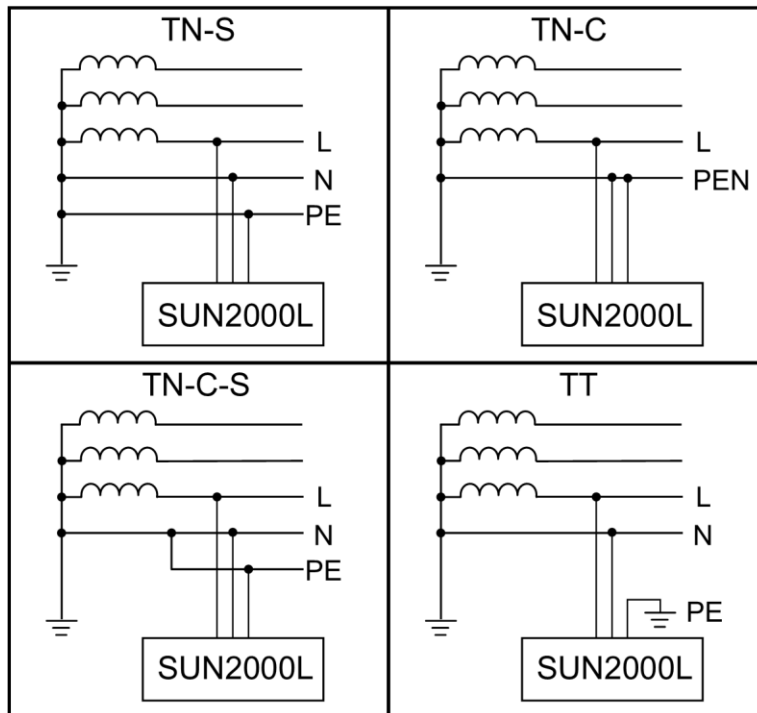 TN-S
L
N
PE
SUN2000L
TN-C
L
PEN
SUN2000L
TN-C-S
L
N
PE
SUN2000L
TT
L
N
PE
SUN2000L